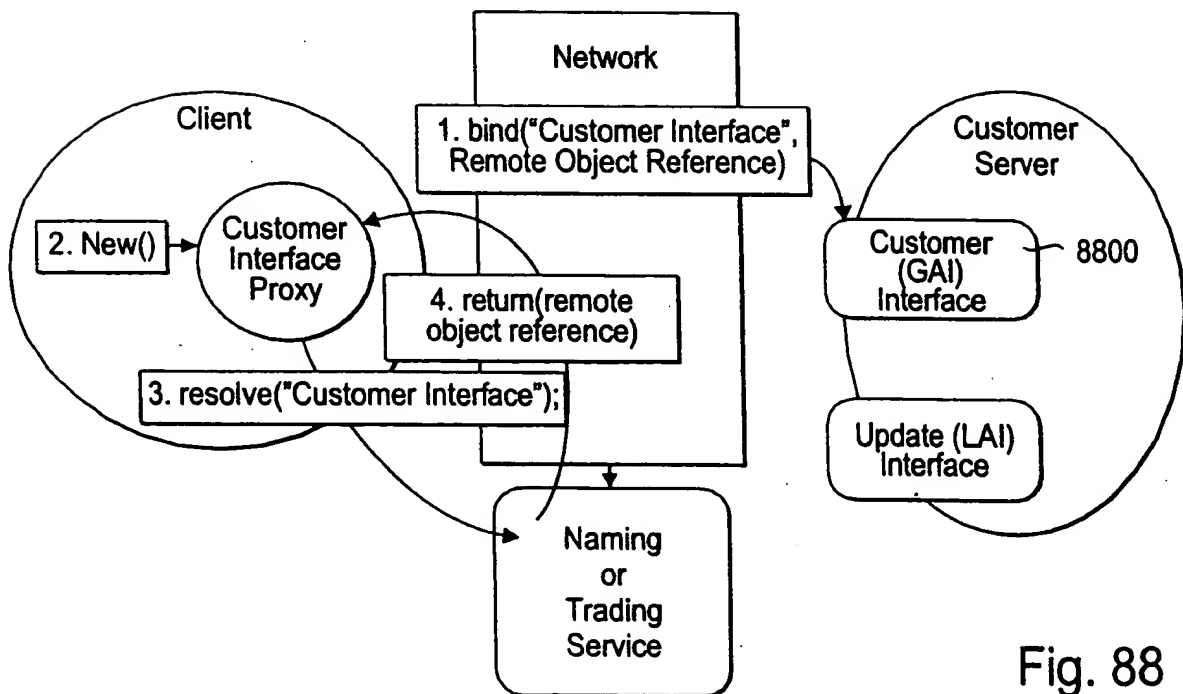 Network
Client
1. bind("Customer Interface",
Remote Object Reference)
Customer
Server
2. New()
Customer
Interface
Proxy
Customer
(GAI)
Interface
8800
4. return(remote
object reference)
3. resolve("Customer Interface");
Update (LAI)
Interface
Naming
or
Trading
Service
Fig. 88